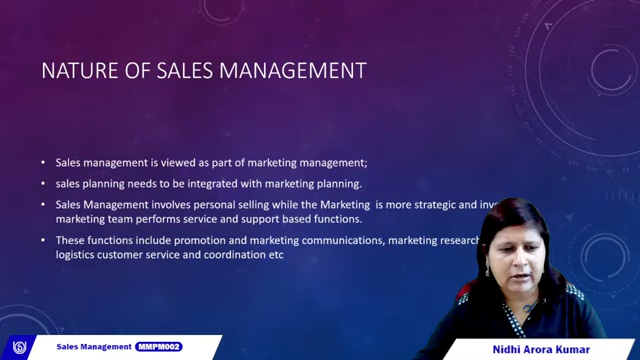 NATURE OF SALES MANAGEMENT
• Sales management is viewed as part of marketing management;
• sales planning needs to be integrated with marketing planning.
• Sales Management involves personal selling while the Marketing is more strategic and
marketing team performs service and support based functions.
• These functions include promotion and marketing communications, marketing research
logistics customer service and coordination etc
Sales Management MMPM002
Nidhi Arora Kumar